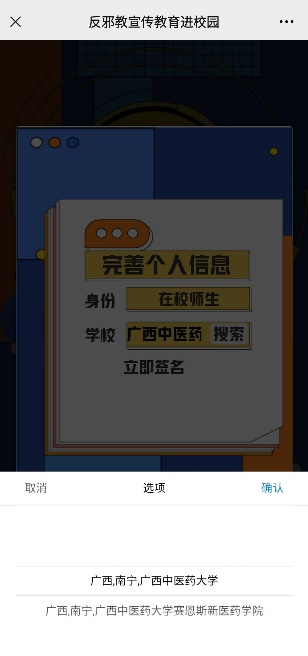 反邪教宣传教育进校园
完善个人信息
身份 在校师生
学校 广西中医药 搜索
立即签名
取消 选项 确认
广西,南宁,广西中医药大学
广西,南宁,广西中医药大学赛恩斯新医药学院